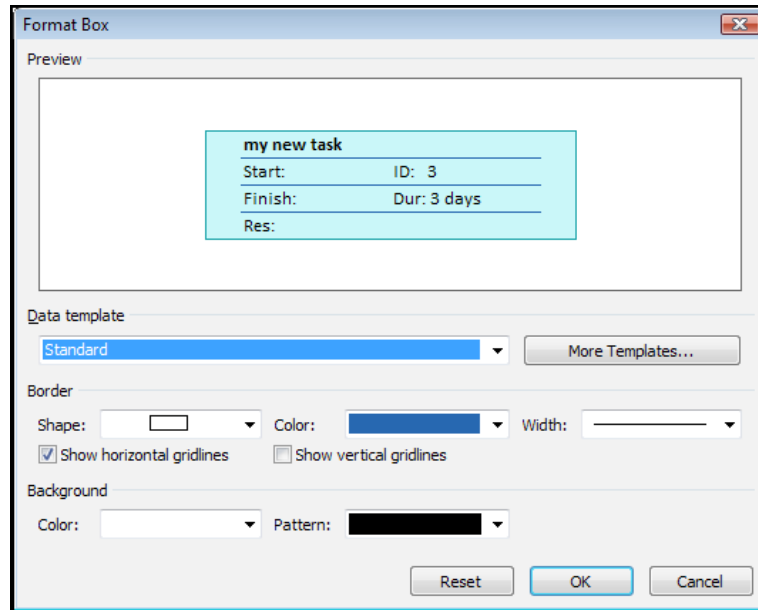 Format Box
Preview
my new task
Start: ID: 3
Finish: Dur: 3 days
Res:
Data template
Standard More Templates...
Border
Shape: Color: Width:
Show horizontal gridlines Show vertical gridlines
Background
Color: Pattern:
Reset OK Cancel